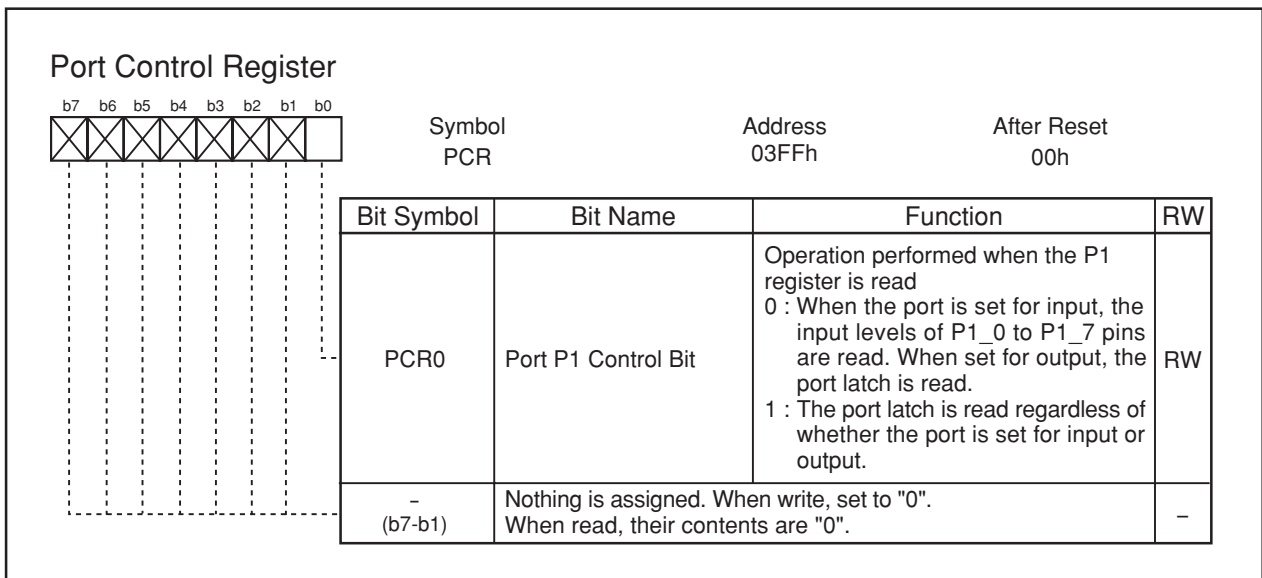 Port Control Register
b7 b6 b5 b4 b3 b2 b1 b0
Symbol Address After Reset
PCR 03FFh 00h
Bit Symbol Bit Name Function RW
Operation performed when the P1
register is read
0 : When the port is set for input, the
input levels of P1_0 to P1_7 pins
PCR0 Port P1 Control Bit are read. When set for output, the RW
port latch is read.
1 : The port latch is read regardless of
whether the port is set for input or
output.
– Nothing is assigned. When write, set to "0". –
(b7-b1) When read, their contents are "0".